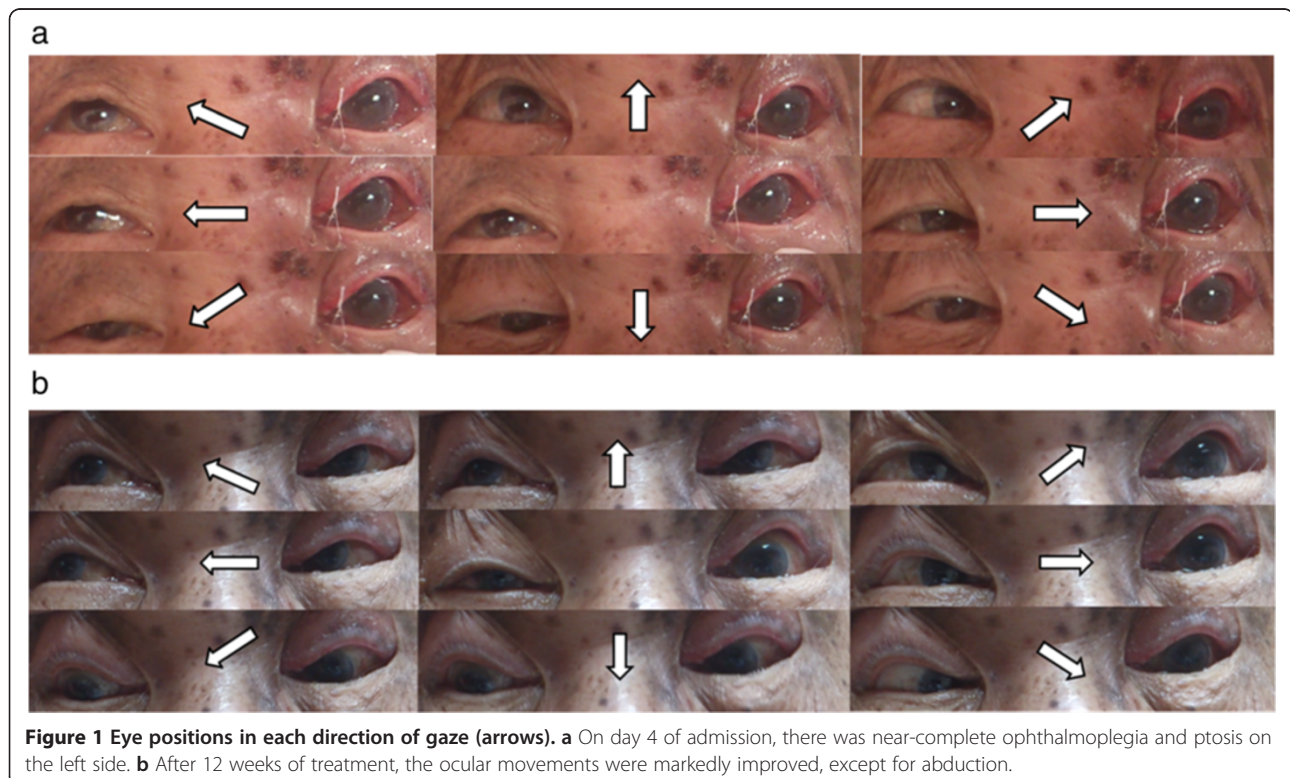 a
b
Figure 1 Eye positions in each direction of gaze (arrows). a On day 4 of admission, there was near-complete ophthalmoplegia and ptosis on
the left side. b After 12 weeks of treatment, the ocular movements were markedly improved, except for abduction.